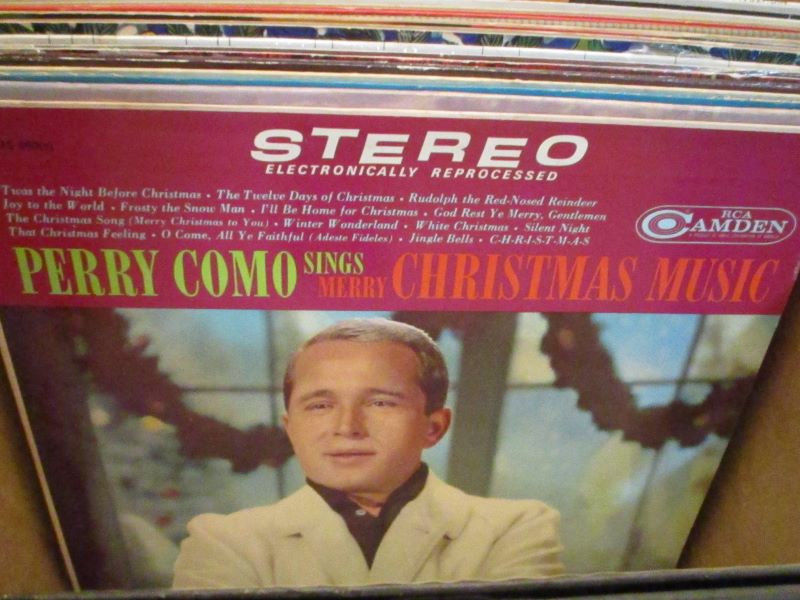 STEREO
ELECTRONICALLY REPROCESSED
'Twas the Night Before Christmas • The Twelve Days of Christmas • Rudolph the Red-Nosed Reindeer
Joy to the World • Frosty the Snow Man • I'll Be Home for Christmas • God Rest Ye Merry, Gentlemen
The Christmas Song (Merry Christmas to You) • Winter Wonderland • White Christmas • Silent Night
That Christmas Feeling • O Come, All Ye Faithful (Adeste Fideles) • Jingle Bells • C-H-R-I-S-T-M-A-S
RCA
CAMDEN
PERRY COMO SINGS MERRY CHRISTMAS MUSIC